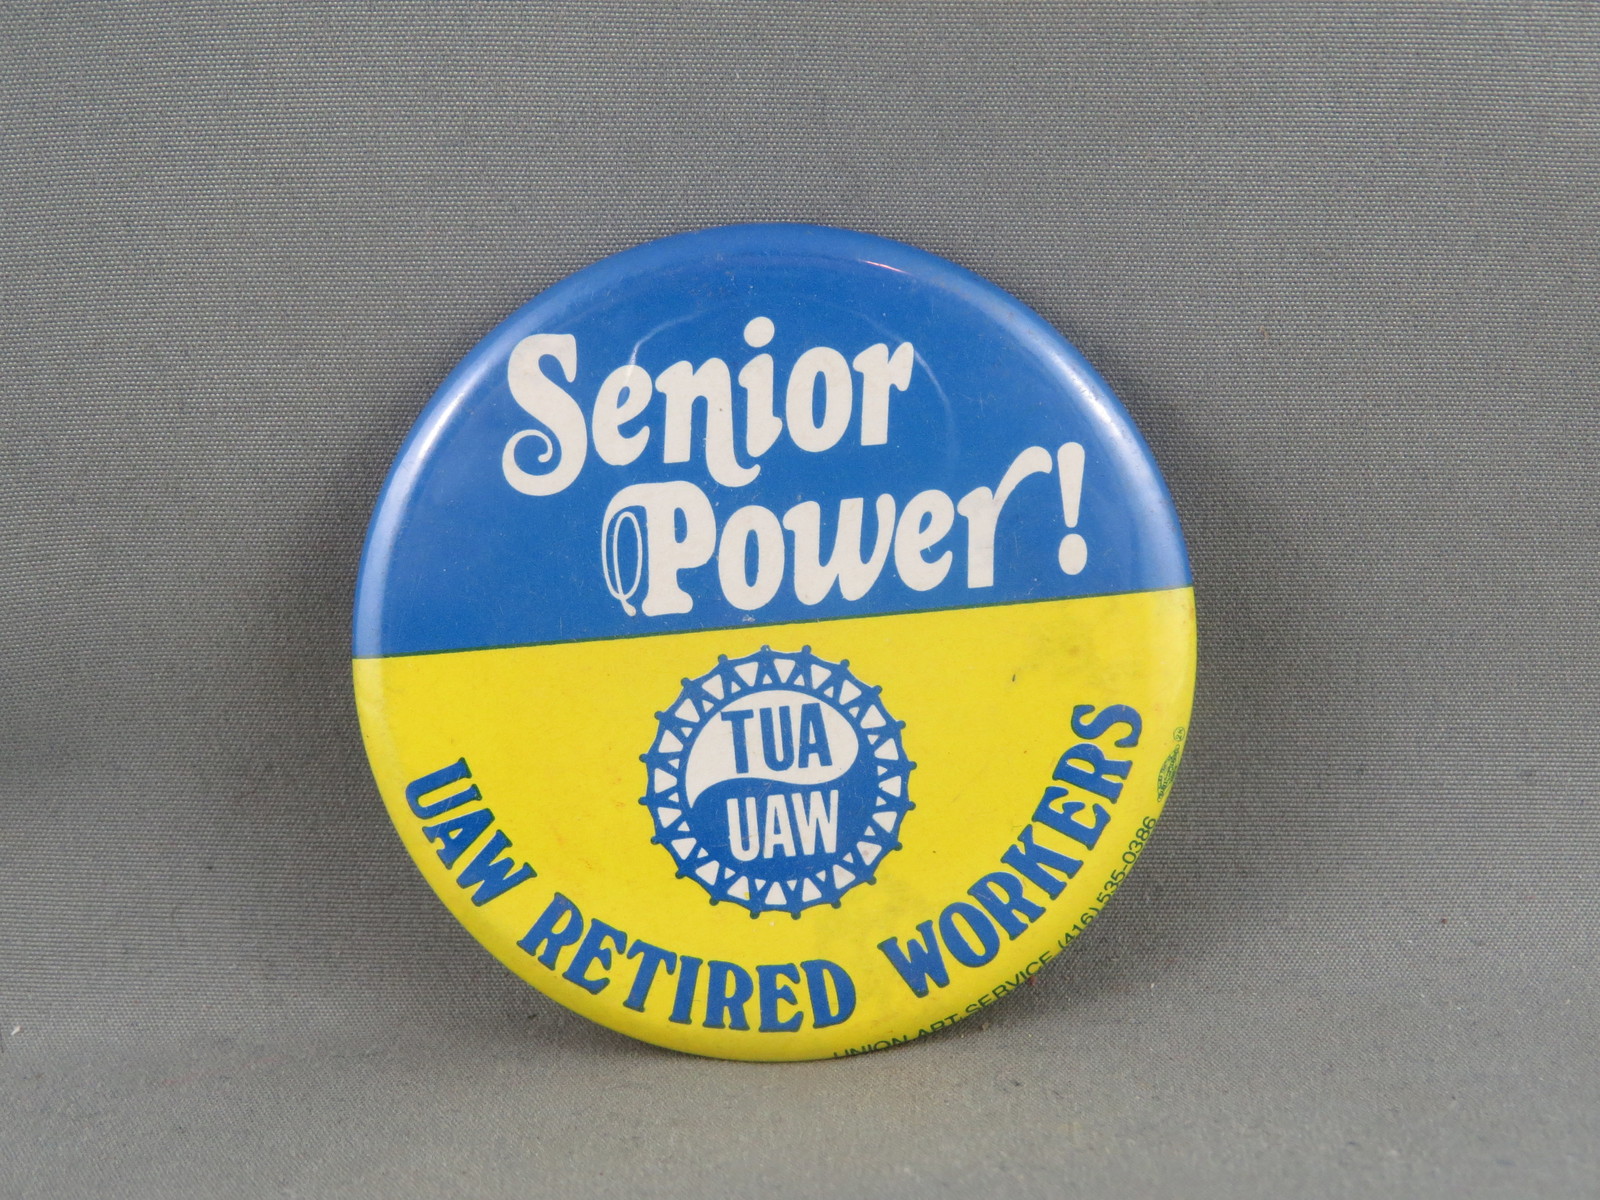 Senior
Power!
TUA
UAW
UAW RETIRED WORKERS
UNION ART SERVICE (416) 535-0386